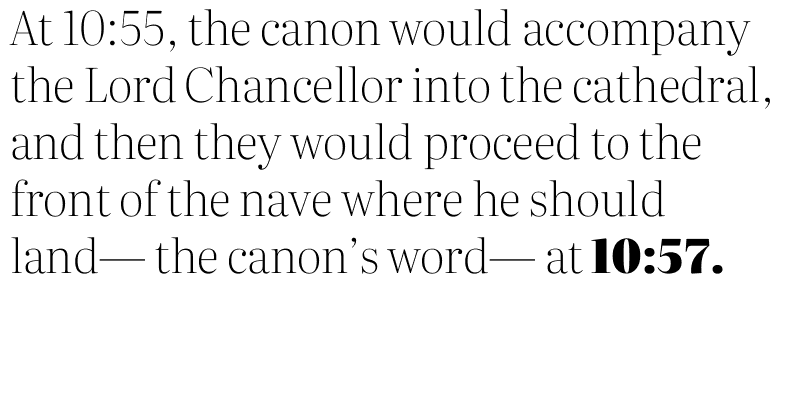 At 10:55, the canon would accompany
the Lord Chancellor into the cathedral,
and then they would proceed to the
front of the nave where he should
land— the canon’s word— at 10:57.